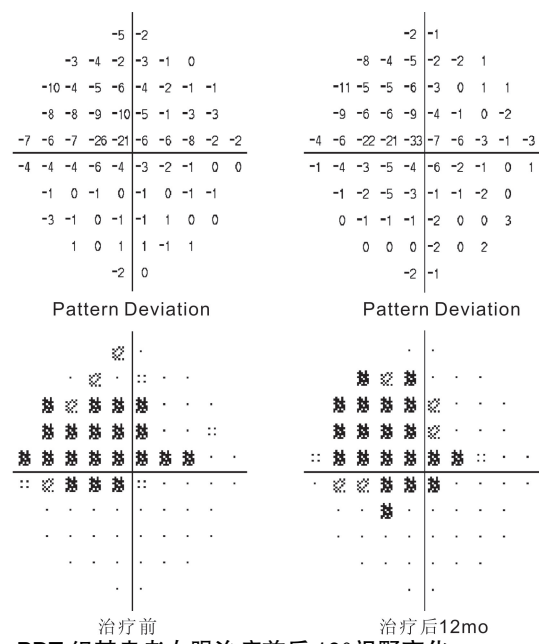 -5 -2
-3 -4 -2 -3 -1 0
-10 -4 -5 -6 -4 -2 -1 -1
-8 -8 -9 -10 -5 -1 -3 -3
-7 -6 -7 -26 -21 -6 -6 -8 -2 -2
-4 -4 -4 -6 -4 -3 -2 -1 0 0
-1 0 -1 0 -1 0 -1 -1
-3 -1 0 -1 -1 1 0 0
1 0 1 1 -1 1
-2 0
Pattern Deviation
治疗前
-2 -1
-8 -4 -5 -2 -2 1
-11 -5 -5 -6 -3 0 1 1
-9 -6 -6 -9 -4 -1 0 -2
-4 -6 -22 -21 -33 -7 -6 -3 -1 -3
-1 -4 -3 -5 -4 -6 -2 -1 0 1
-1 -2 -5 -3 -1 -1 -2 0
0 -1 -1 -1 -2 0 0 3
0 0 0 -2 0 2
-2 -1
Pattern Deviation
治疗后12mo